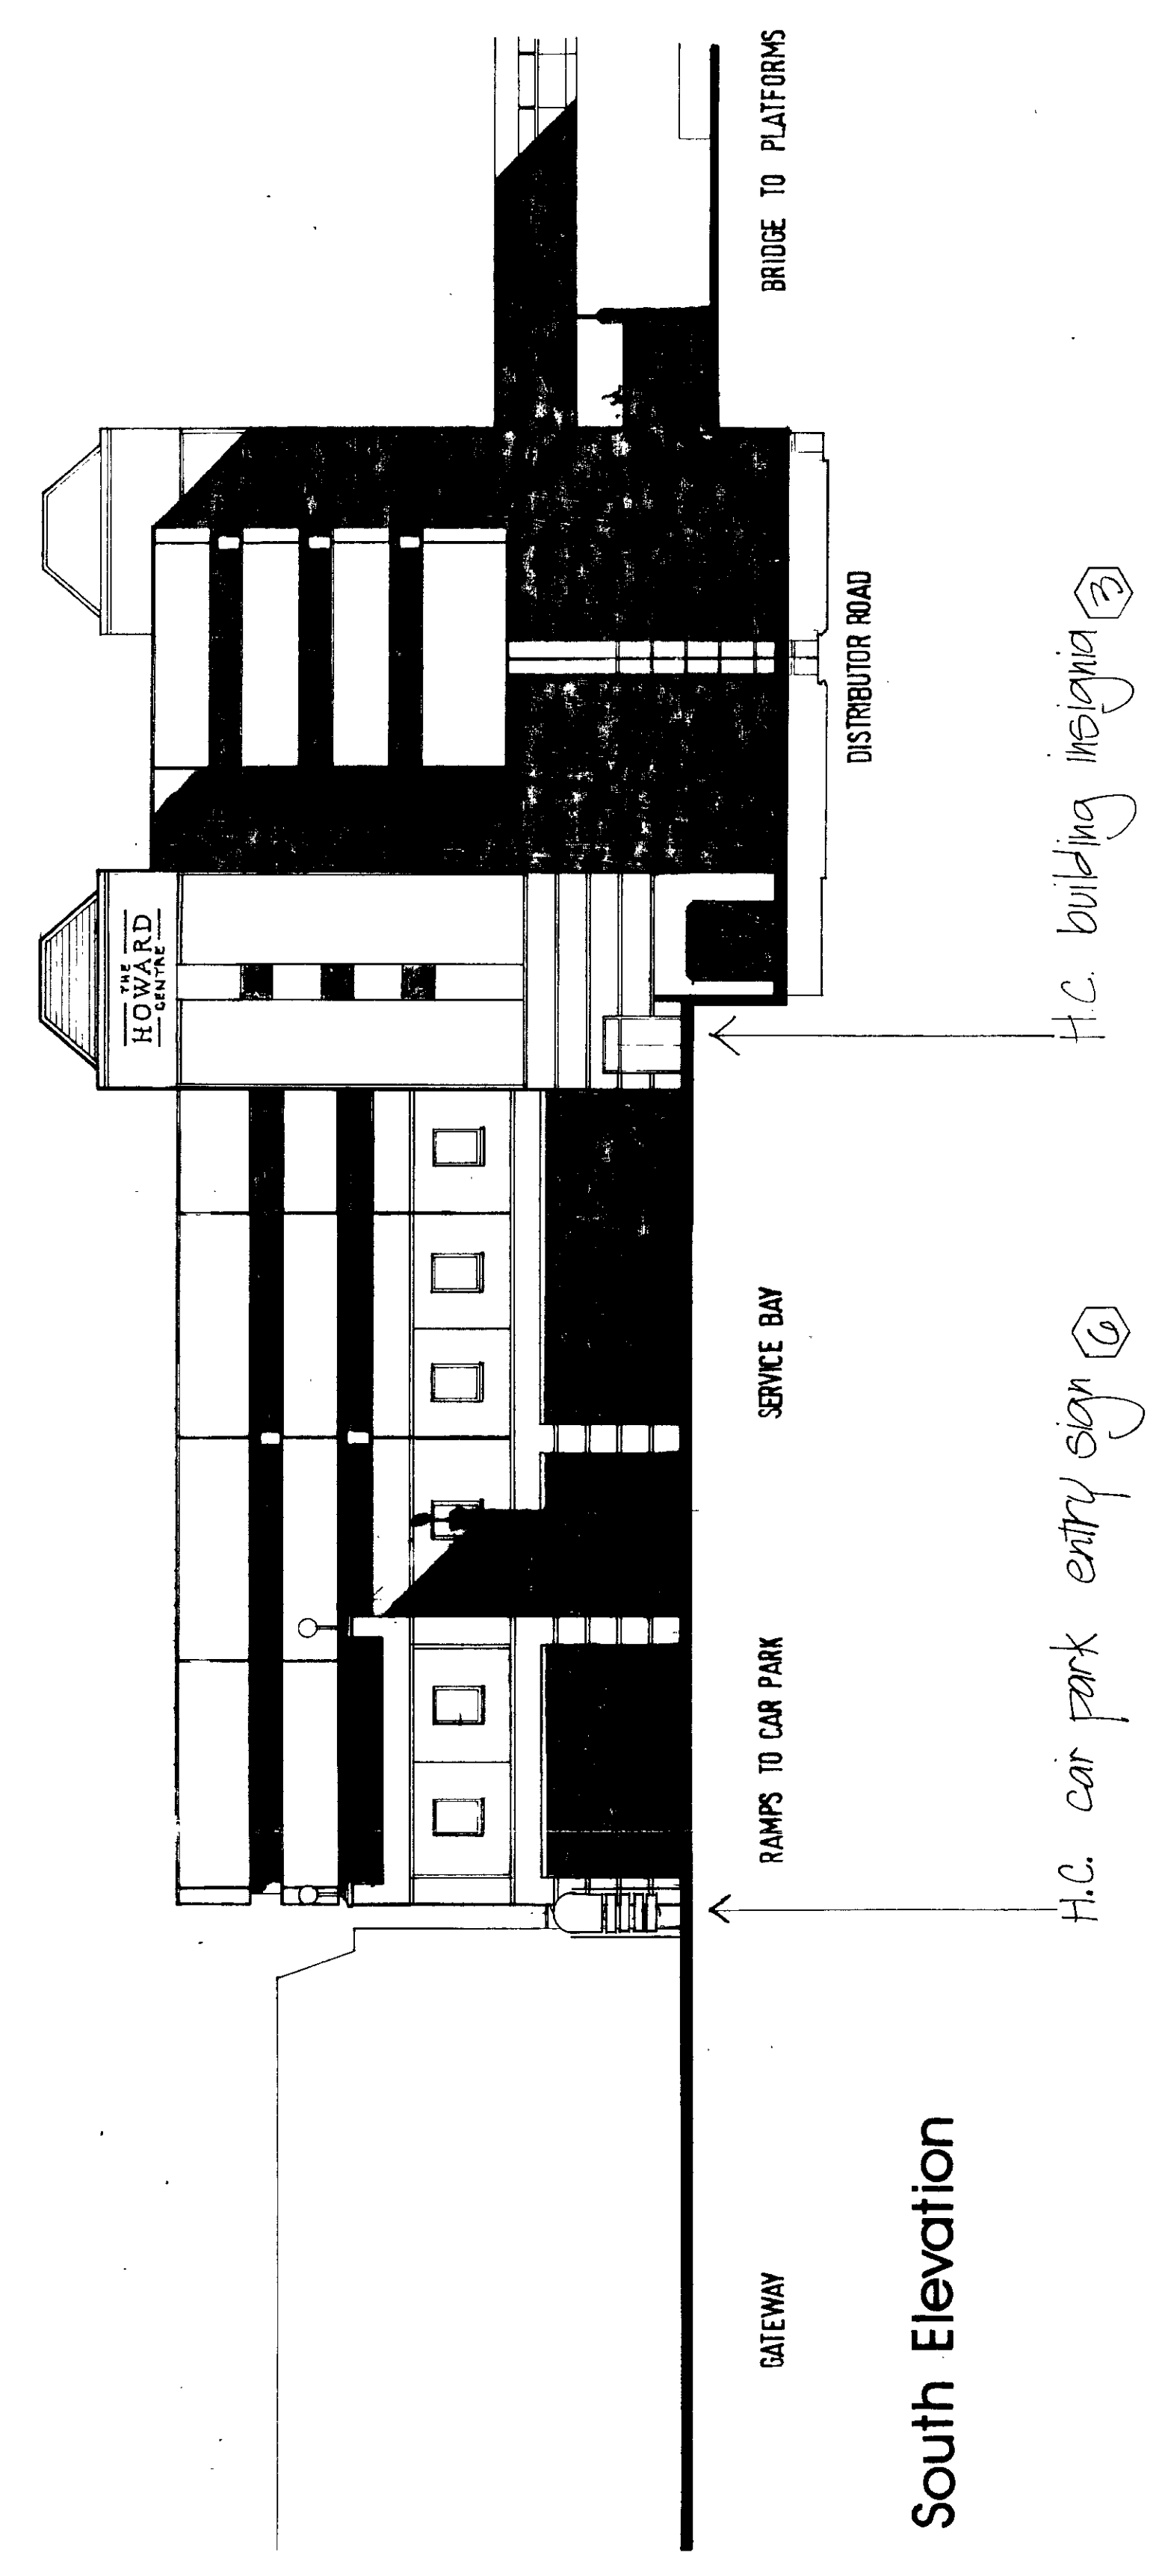 THE
HOWARD
CENTRE
GATEWAY
RAMPS TO CAR PARK
SERVICE BAY
DISTRIBUTOR ROAD
BRIDGE TO PLATFORMS
South Elevation
H.C. car park entry sign 6
H.C. building insignia 3